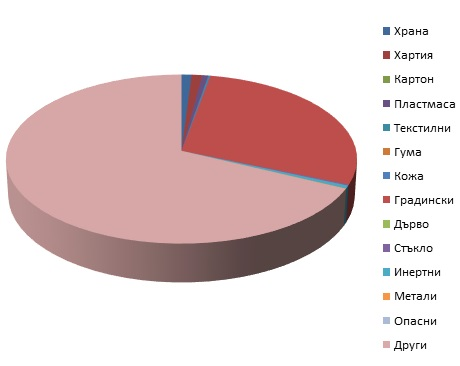 Храна
Хартия
Картон
Пластмаса
Текстилни
Гума
Кожа
Градински
Дърво
Стъкло
Инертни
Метали
Опасни
Други